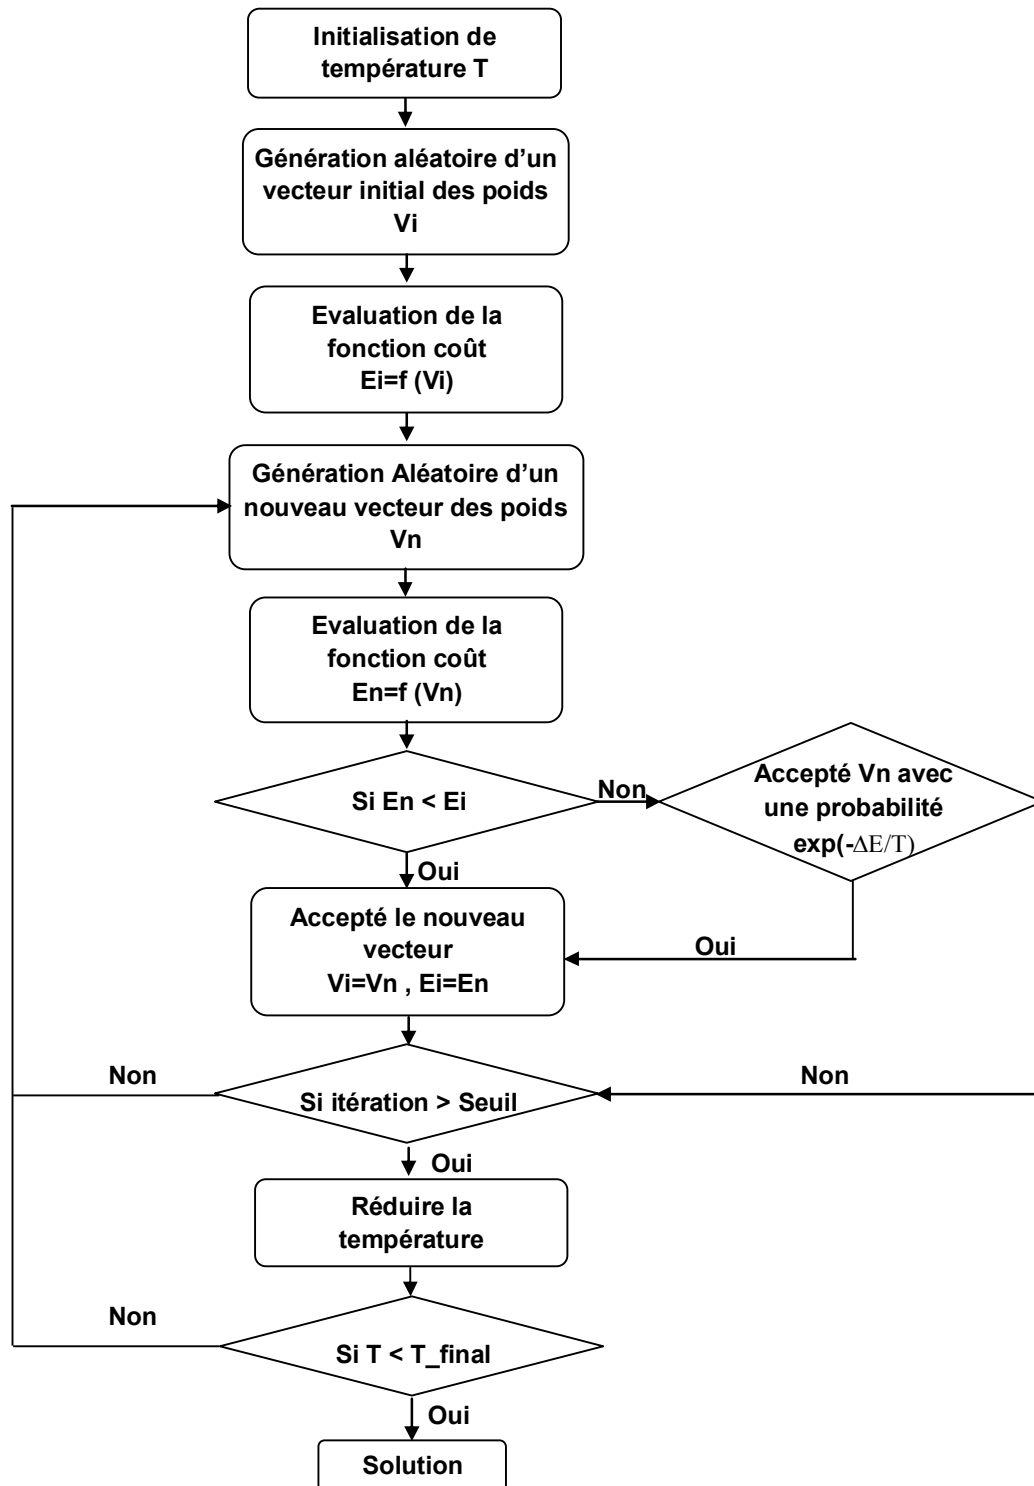 Initialisation de
température T
Génération aléatoire d’un
vecteur initial des poids
Vi
Evaluation de la
fonction coût
Ei=f (Vi)
Génération Aléatoire d’un
nouveau vecteur des poids
Vn
Evaluation de la
fonction coût
En=f (Vn)
Si En < Ei
Non
Accepté Vn avec
une probabilité
exp(-ΔE/T)
Oui
Accepté le nouveau
vecteur
Vi=Vn , Ei=En
Oui
Non
Si itération > Seuil
Non
Oui
Réduire la
température
Non
Si T < T_final
Oui
Solution